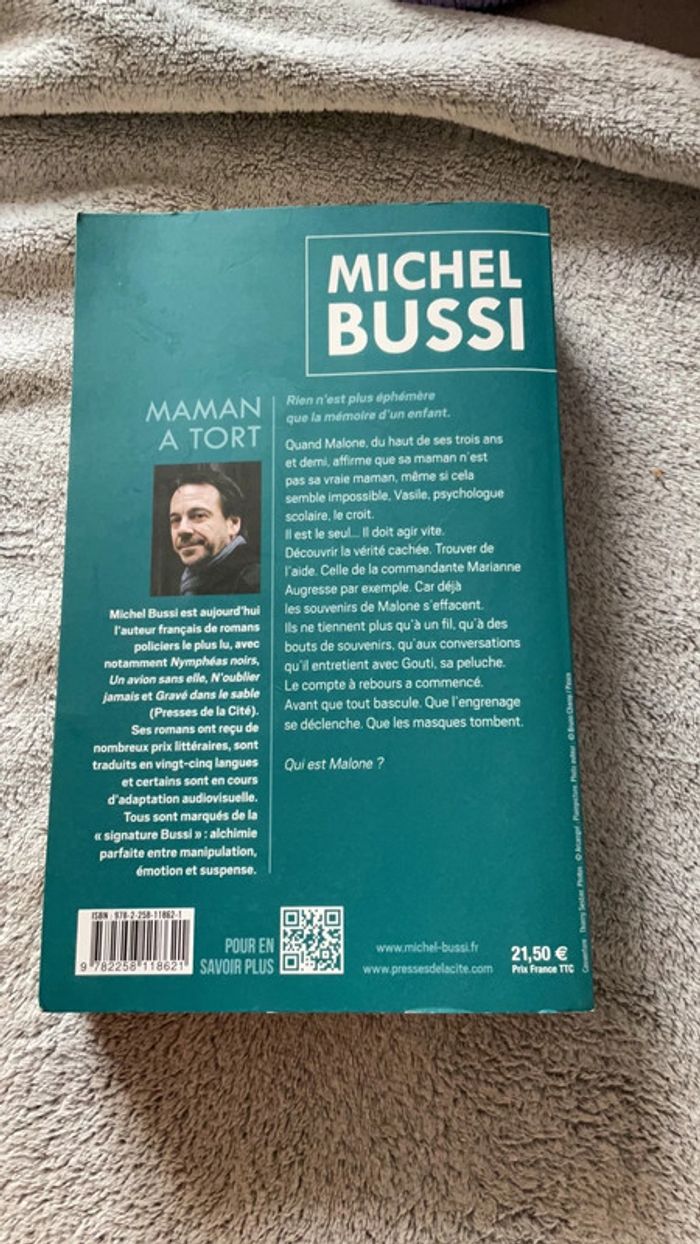 MICHEL
BUSSI
MAMAN
A TORT
Michel Bussi est aujourd'hui
l'auteur français de romans
policiers le plus lu, avec
notamment Nymphéas noirs,
Un avion sans elle, N'oublier
jamais et Gravé dans le sable
(Presses de la Cité).
Ses romans ont reçu de
nombreux prix littéraires, sont
traduits en vingt-cinq langues
et certains sont en cours
d'adaptation audiovisuelle.
Tous sont marqués de la
« signature Bussi » : alchimie
parfaite entre manipulation,
émotion et suspense.
Rien n'est plus éphémère
que la mémoire d'un enfant.
Quand Malone, du haut de ses trois ans
et demi, affirme que sa maman n'est
pas sa vraie maman, même si cela
semble impossible, Vasile, psychologue
scolaire, le croit.
Il est le seul... Il doit agir vite.
Découvrir la vérité cachée. Trouver de
l'aide. Celle de la commandante Marianne
Augresse par exemple. Car déjà
les souvenirs de Malone s'effacent.
Ils ne tiennent plus qu'à un fil, qu'à des
bouts de souvenirs, qu'aux conversations
qu'il entretient avec Gouti, sa peluche.
Le compte à rebours a commencé.
Avant que tout bascule. Que l'engrenage
se déclenche. Que les masques tombent.
Qui est Malone ?
ISBN : 978-2-258-11862-1
9 782258 118621
POUR EN
SAVOIR PLUS
www.michel-bussi.fr
www.pressesdelacite.com
21,50 €
Prix France TTC